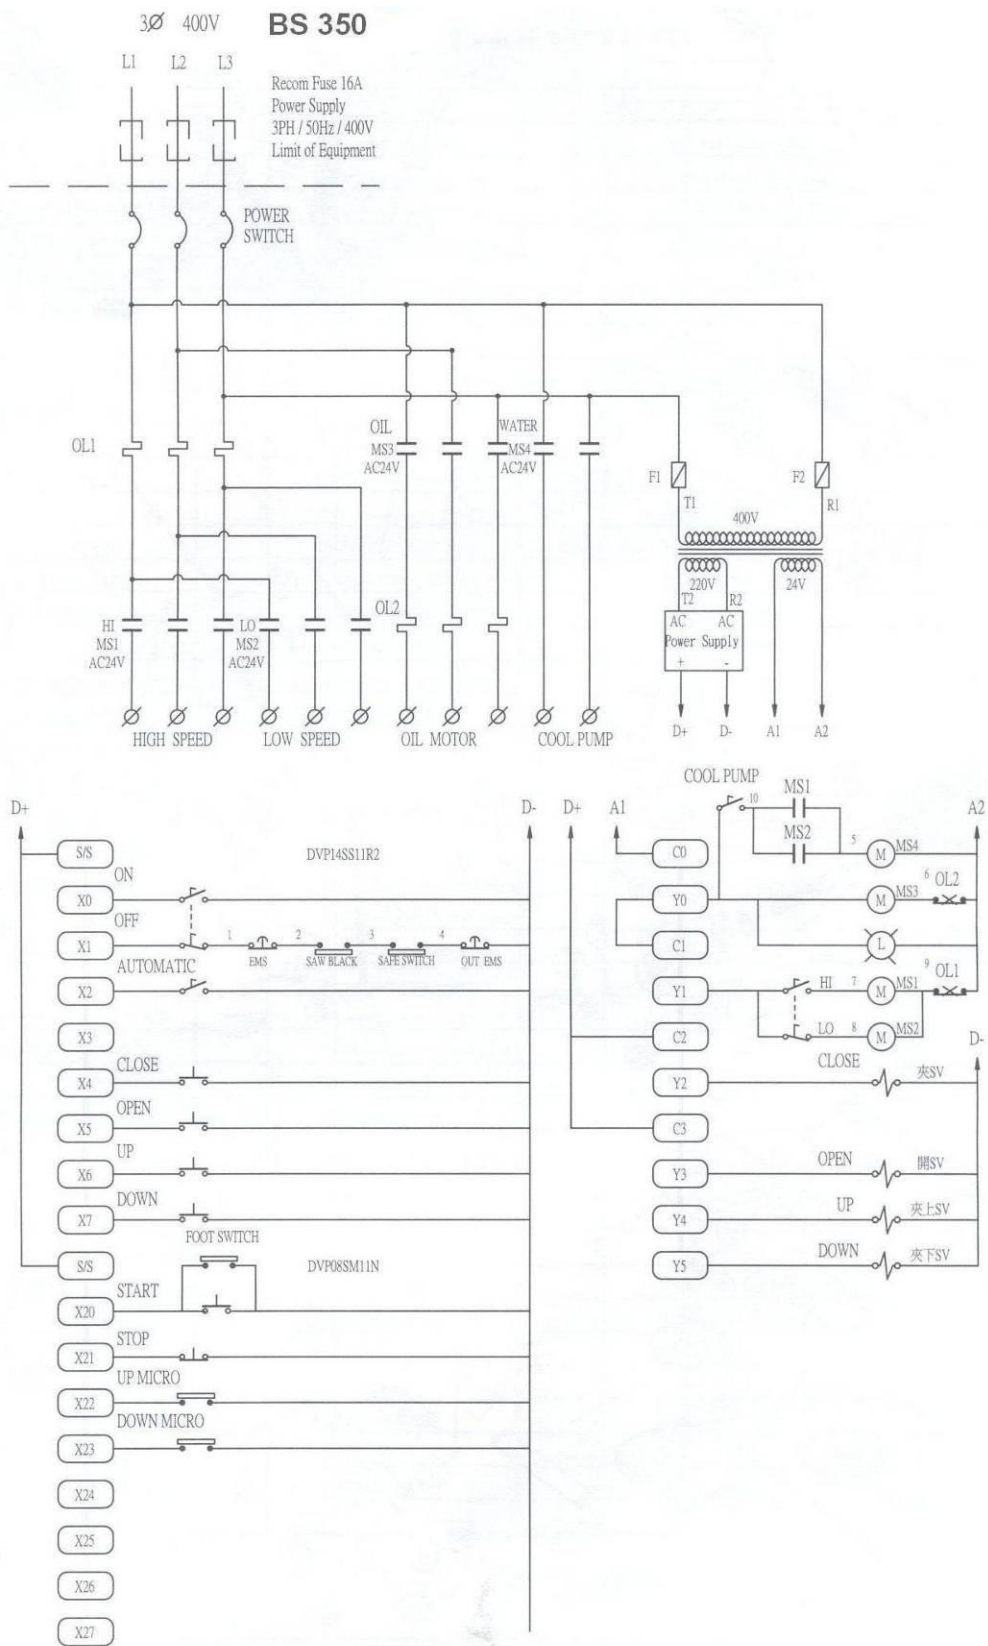 3Ø 400V BS 350
L1 L2 L3
Recom Fuse 16A
Power Supply
3PH / 50Hz / 400V
Limit of Equipment
POWER
SWITCH
OL1
OIL
MS3
AC24V
WATER
MS4
AC24V
F1
T1
F2
R1
400V
220V
24V
T2
R2
AC AC
Power Supply
+ -
OL2
HI
MS1
AC24V
LO
MS2
AC24V
HIGH SPEED
LOW SPEED
OIL MOTOR
COOL PUMP
D+ D- A1 A2
D+
D-
S/S
DVP14SS11R2
ON
X0
OFF
X1
1
EMS
2
SAW BLACK
3
SAFE SWITCH
4
OUT EMS
AUTOMATIC
X2
X3
CLOSE
X4
OPEN
X5
UP
X6
DOWN
X7
FOOT SWITCH
S/S
DVP08SM11N
START
X20
STOP
X21
UP MICRO
X22
DOWN MICRO
X23
X24
X25
X26
X27
D+
A1
COOL PUMP
10
MS1
MS2
A2
C0
5
M
MS4
Y0
M
MS3
6
OL2
C1
L
Y1
HI
7
M
MS1
9
OL1
C2
LO
8
M
MS2
D-
CLOSE
Y2
夾SV
C3
OPEN
Y3
開SV
UP
Y4
夾上SV
DOWN
Y5
夾下SV